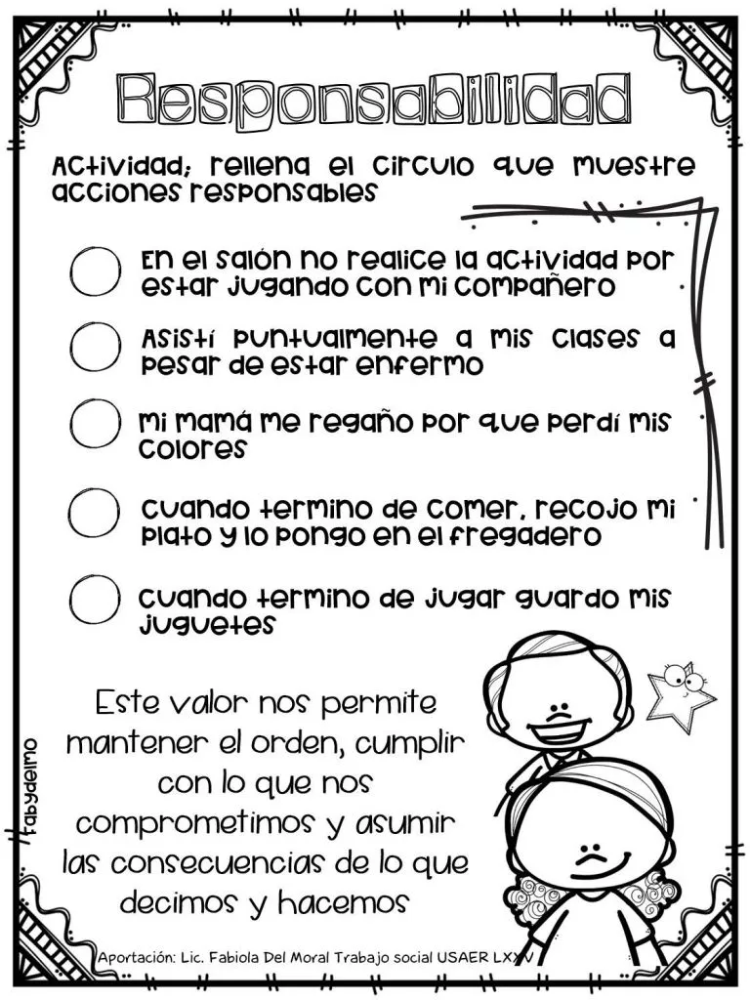 Responsabilidad
Actividad; rellena el circulo que muestre
acciones responsables
En el salón no realice la actividad por
estar jugando con mi compañero
Asistí puntualmente a mis clases a
pesar de estar enfermo
Mi mamá me regaño por que perdí mis
colores
Cuando termino de comer, recojo mi
plato y lo pongo en el fregadero
Cuando termino de jugar guardo mis
juguetes
Este valor nos permite
mantener el orden, cumplir
con lo que nos
comprometimos y asumir
las consecuencias de lo que
decimos y hacemos
Fabydelmo
Aportación: Lic. Fabiola Del Moral Trabajo social USAER LXXV